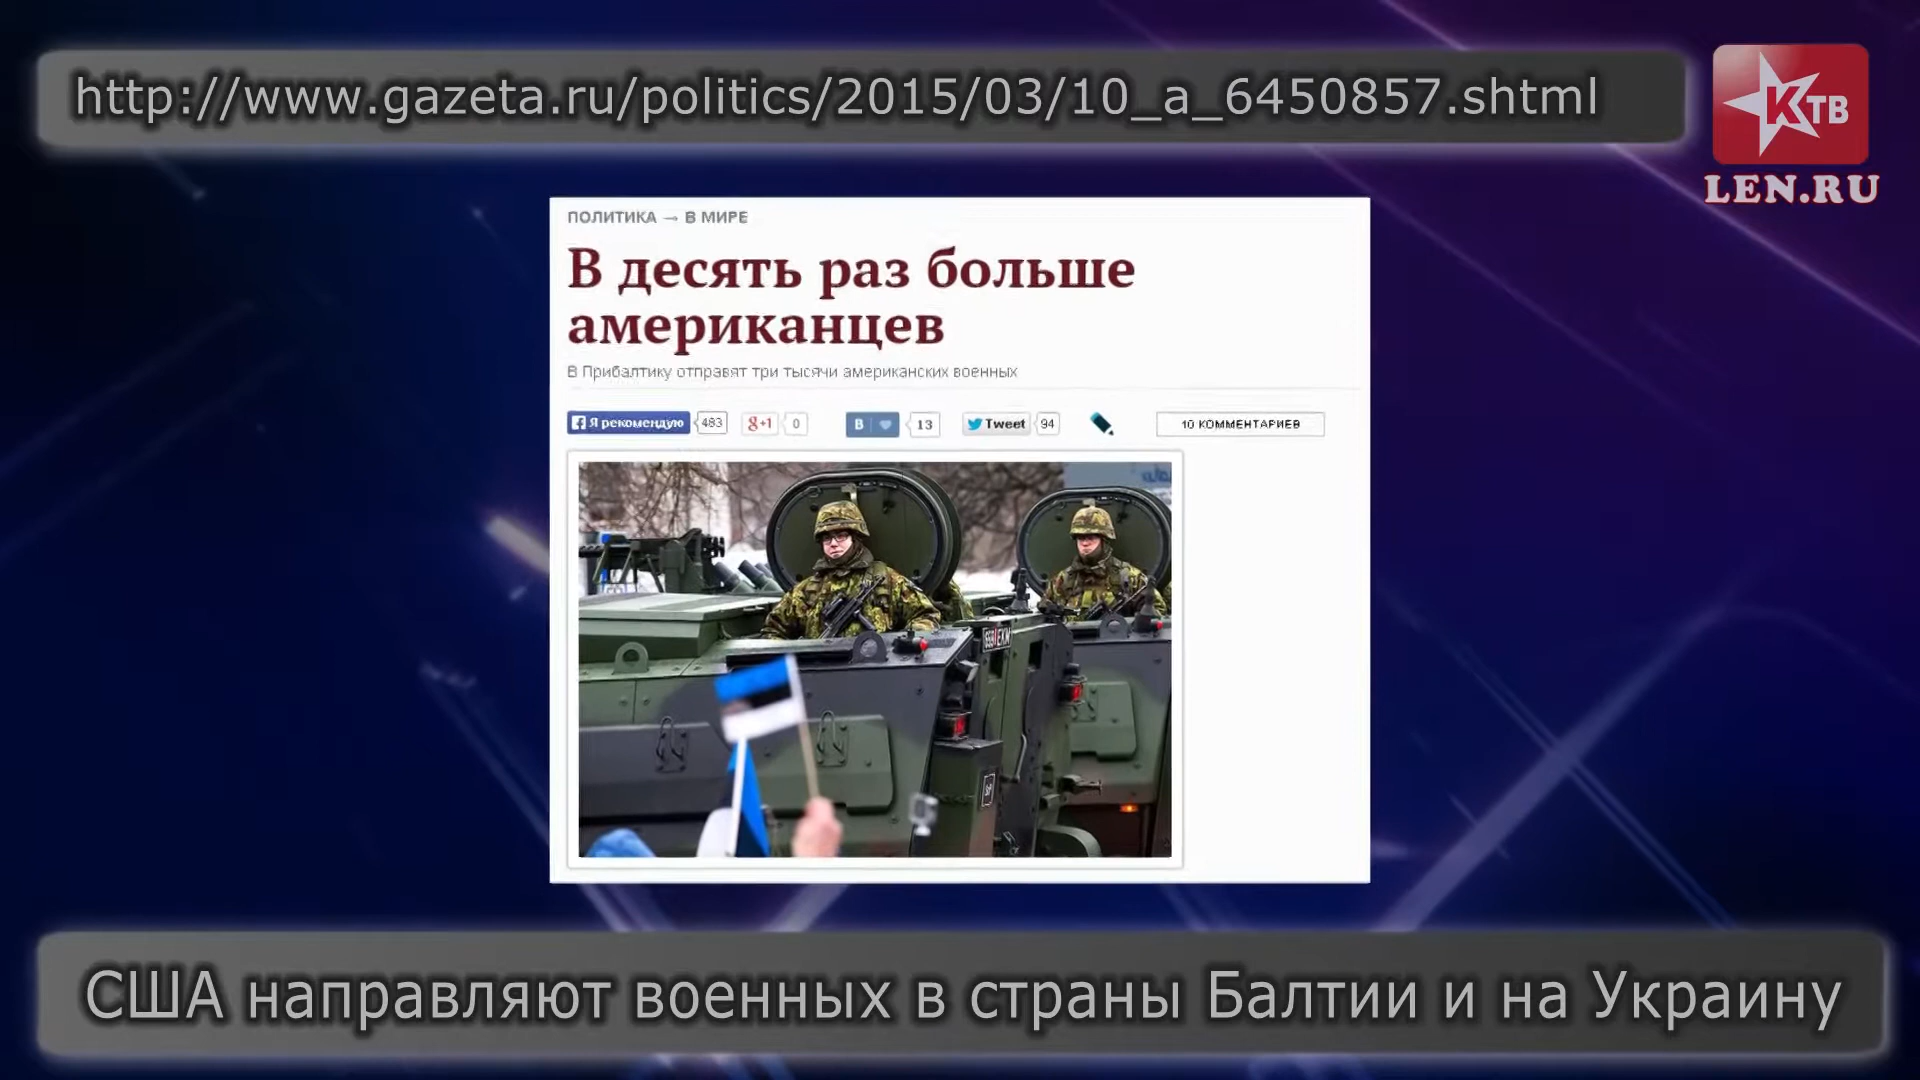 http://www.gazeta.ru/politics/2015/03/10_a_6450857.shtml
КТВ
LEN.RU
ПОЛИТИКА → В МИРЕ
В десять раз больше
американцев
В Прибалтику отправят три тысячи американских военных
Я рекомендую 483 g+1 0 В 13 Tweet 94 10 КОММЕНТАРИЕВ
США направляют военных в страны Балтии и на Украину